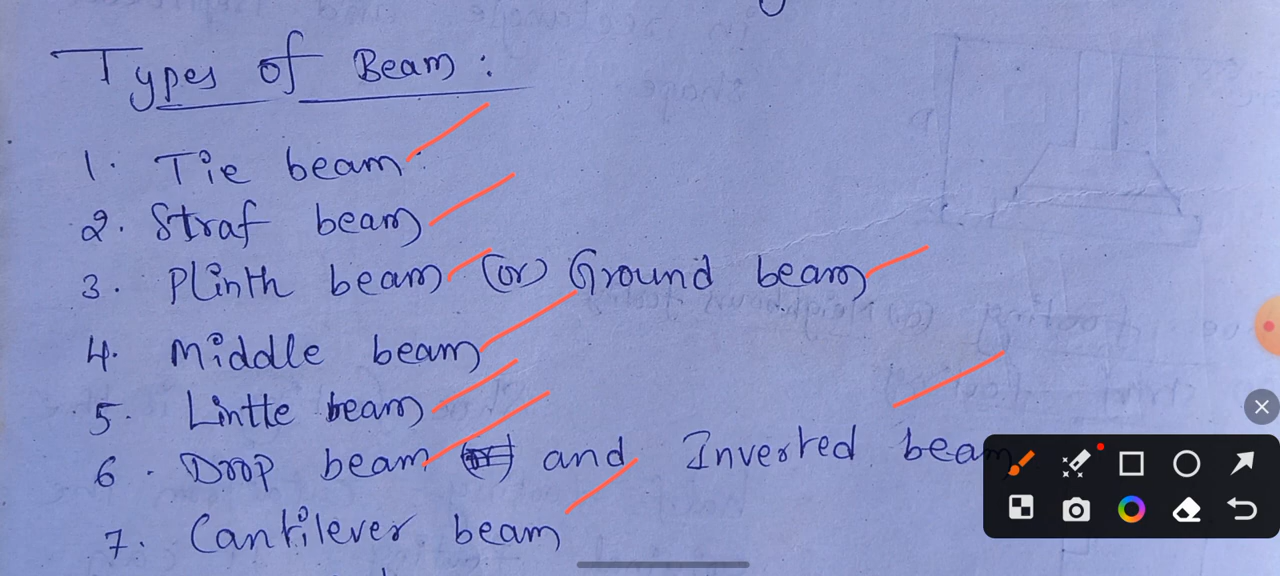 Types of Beam :
1. Tie beam
2. Straf beam
3. Plinth beam (or) Ground beam
4. Middle beam
5. Lintte beam
6. Drop beam and Inverted beam
7. Cantilever beam